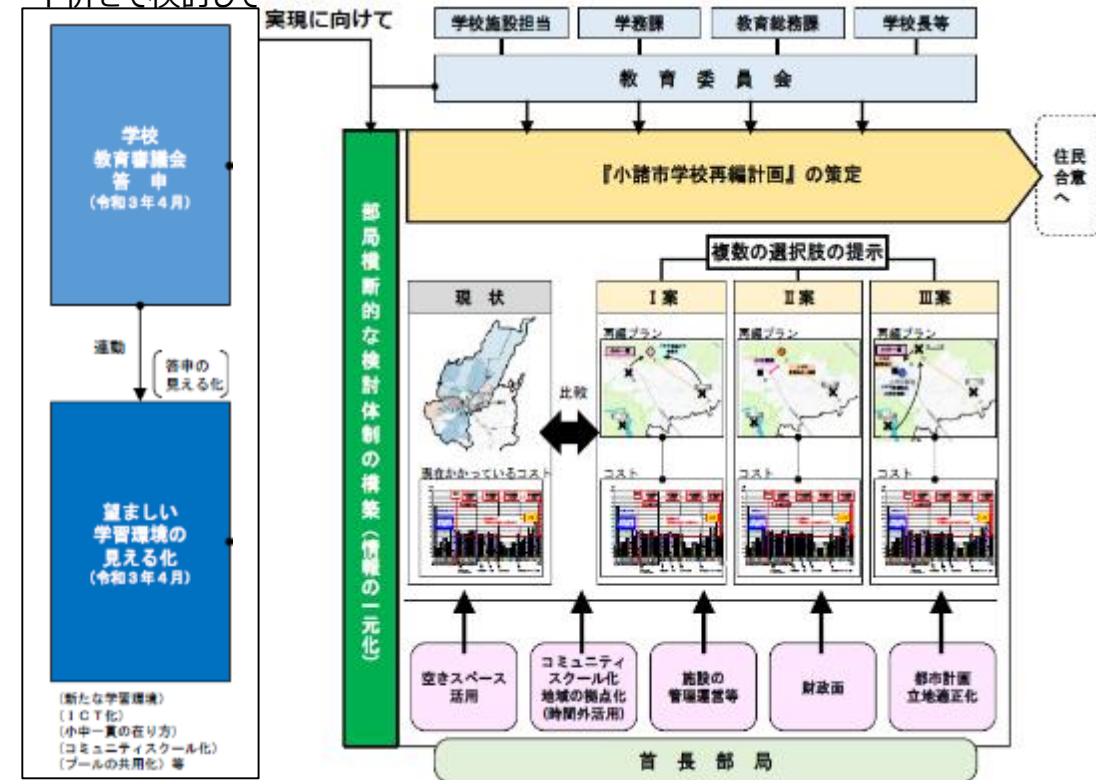 実現に向けて
学校施設担当
学務課
教育総務課
学校長等
教育委員会
学校
教育審議会
答申
(令和3年4月)
連動
答申の
見える化
望ましい
学習環境の
見える化
(令和3年4月)
(新たな学習環境)
(ICT化)
(小中一貫の在り方)
(コミュニティスクール化)
(プールの共用化)等
部局横断的な検討体制の構築(情報の一元化)
『小諸市学校再編計画』の策定
住民
合意
へ
複数の選択肢の提示
現状
Ⅰ案
Ⅱ案
Ⅲ案
再編プラン
再編プラン
再編プラン
比較
現在かかっているコスト
コスト
コスト
コスト
空きスペース
活用
コミュニティ
スクール化
地域の拠点化
(時間外活用)
施設の
管理運営等
財政面
都市計画
立地適正化
首長部局